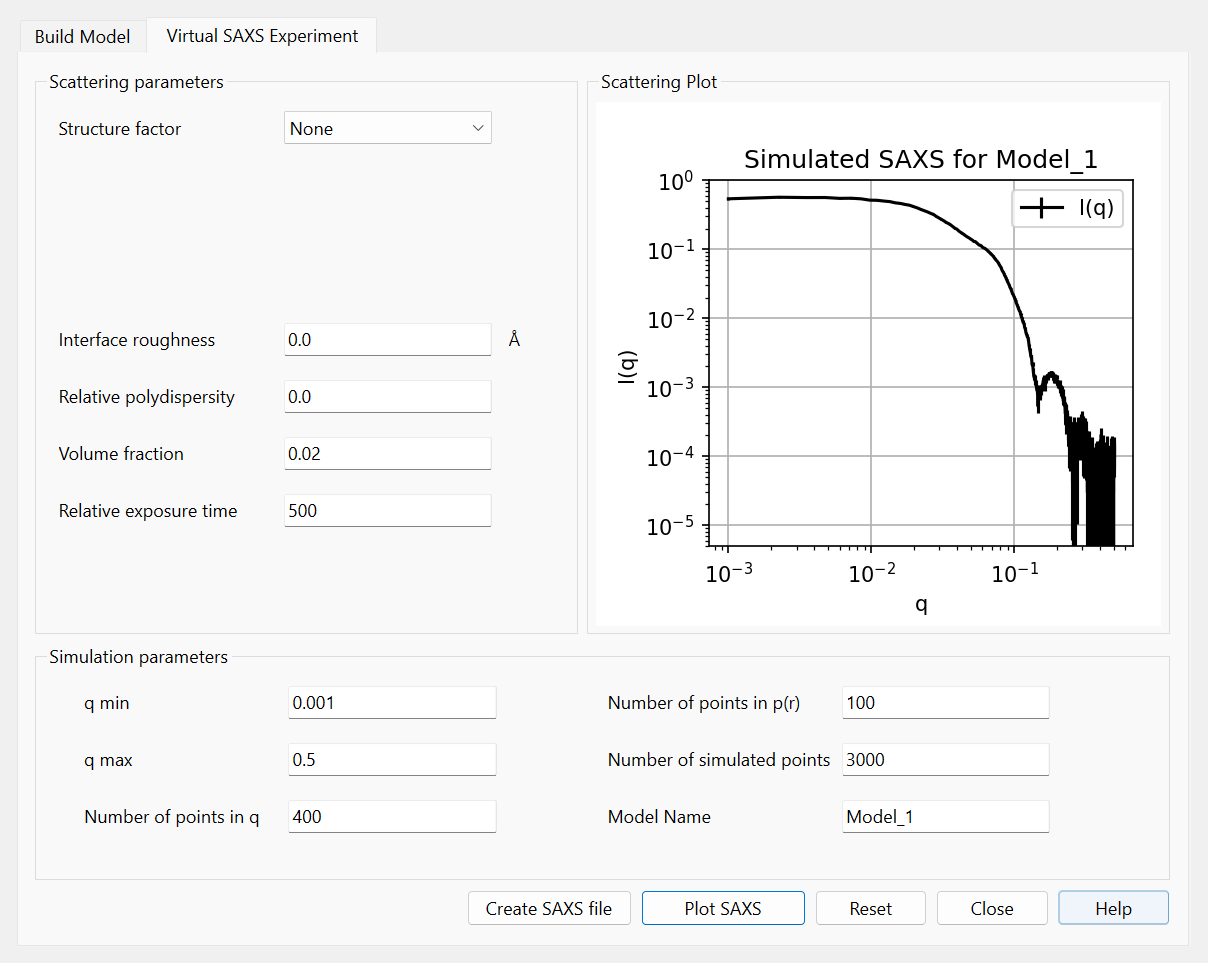 Build Model
Virtual SAXS Experiment
Scattering parameters
Structure factor
None
Interface roughness
0.0
Å
Relative polydispersity
0.0
Volume fraction
0.02
Relative exposure time
500
Scattering Plot
Simulated SAXS for Model_1
I(q)
10⁰
10⁻¹
10⁻²
10⁻³
10⁻⁴
10⁻⁵
I(q)
10⁻³
10⁻²
10⁻¹
q
Simulation parameters
q min
0.001
Number of points in p(r)
100
q max
0.5
Number of simulated points
3000
Number of points in q
400
Model Name
Model_1
Create SAXS file
Plot SAXS
Reset
Close
Help